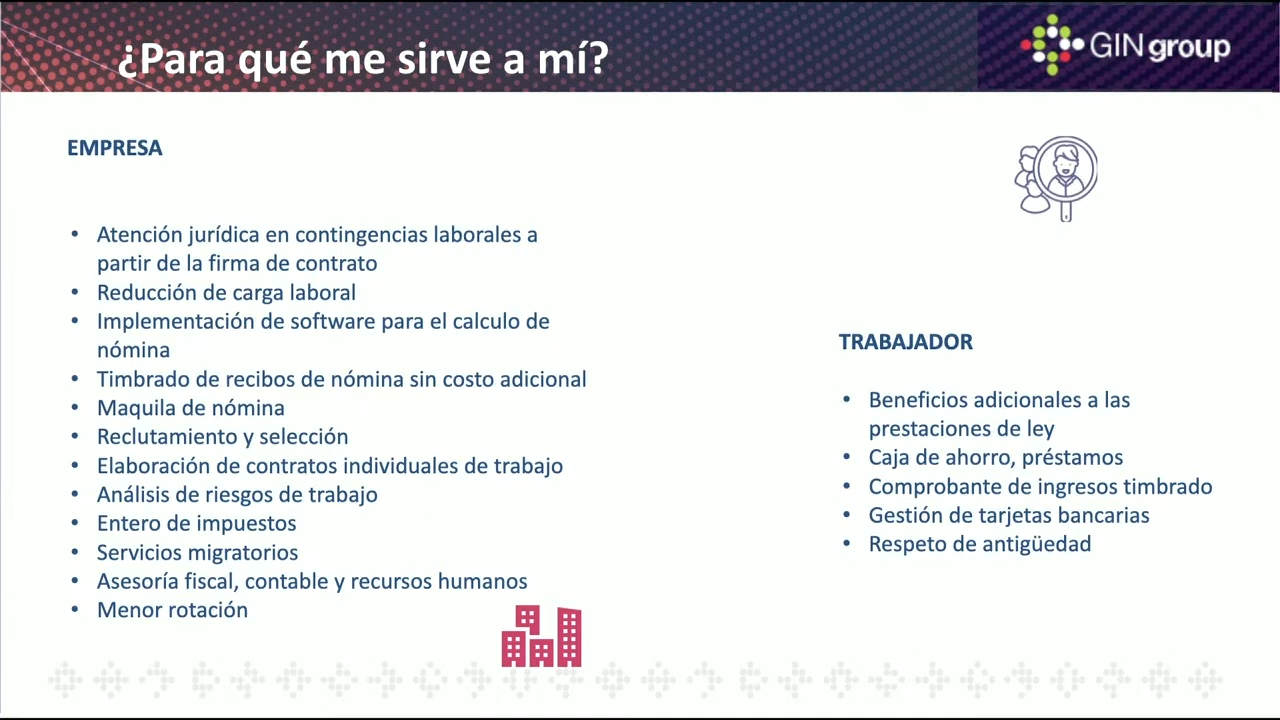 ¿Para qué me sirve a mí?
GINgroup
EMPRESA
• Atención jurídica en contingencias laborales a
partir de la firma de contrato
• Reducción de carga laboral
• Implementación de software para el calculo de
nómina
• Timbrado de recibos de nómina sin costo adicional
• Maquila de nómina
• Reclutamiento y selección
• Elaboración de contratos individuales de trabajo
• Análisis de riesgos de trabajo
• Entero de impuestos
• Servicios migratorios
• Asesoría fiscal, contable y recursos humanos
• Menor rotación
TRABAJADOR
• Beneficios adicionales a las
prestaciones de ley
• Caja de ahorro, préstamos
• Comprobante de ingresos timbrado
• Gestión de tarjetas bancarias
• Respeto de antigüedad